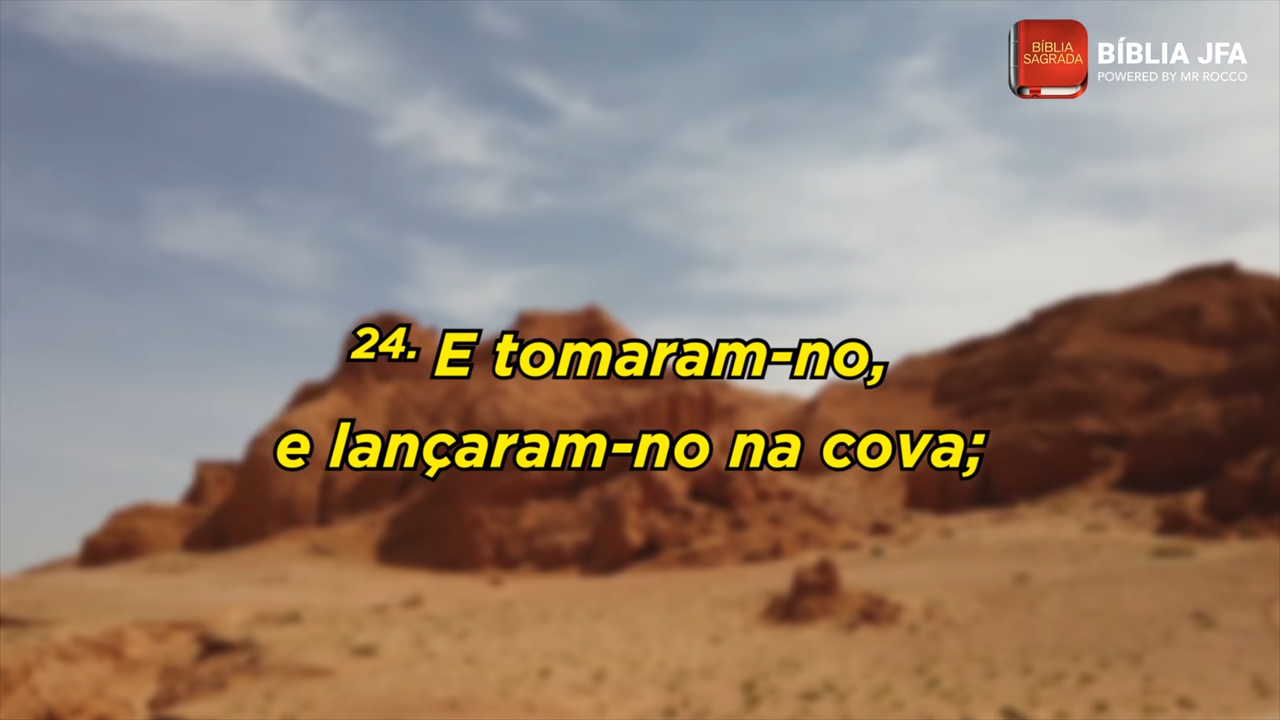 BÍBLIA
SAGRADA
BÍBLIA JFA
POWERED BY MR ROCCO
24. E tomaram-no,
e lançaram-no na cova;